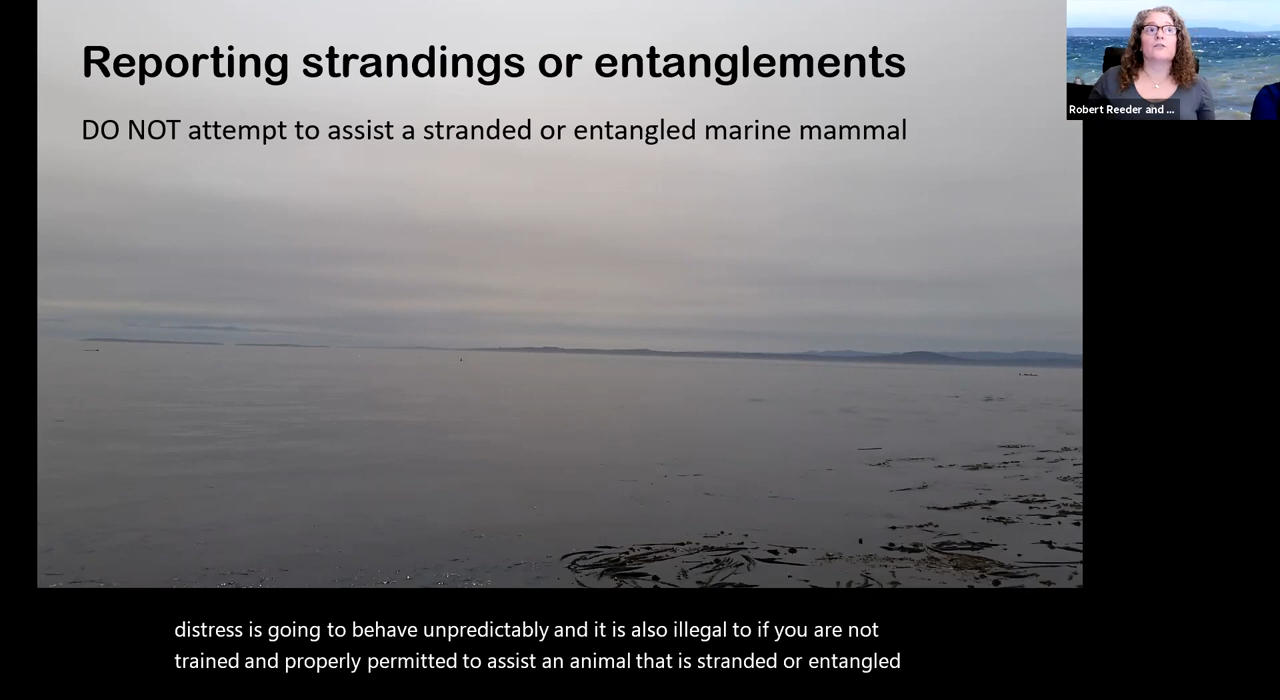 Reporting strandings or entanglements
DO NOT attempt to assist a stranded or entangled marine mammal
Robert Reeder and ...
distress is going to behave unpredictably and it is also illegal to if you are not
trained and properly permitted to assist an animal that is stranded or entangled